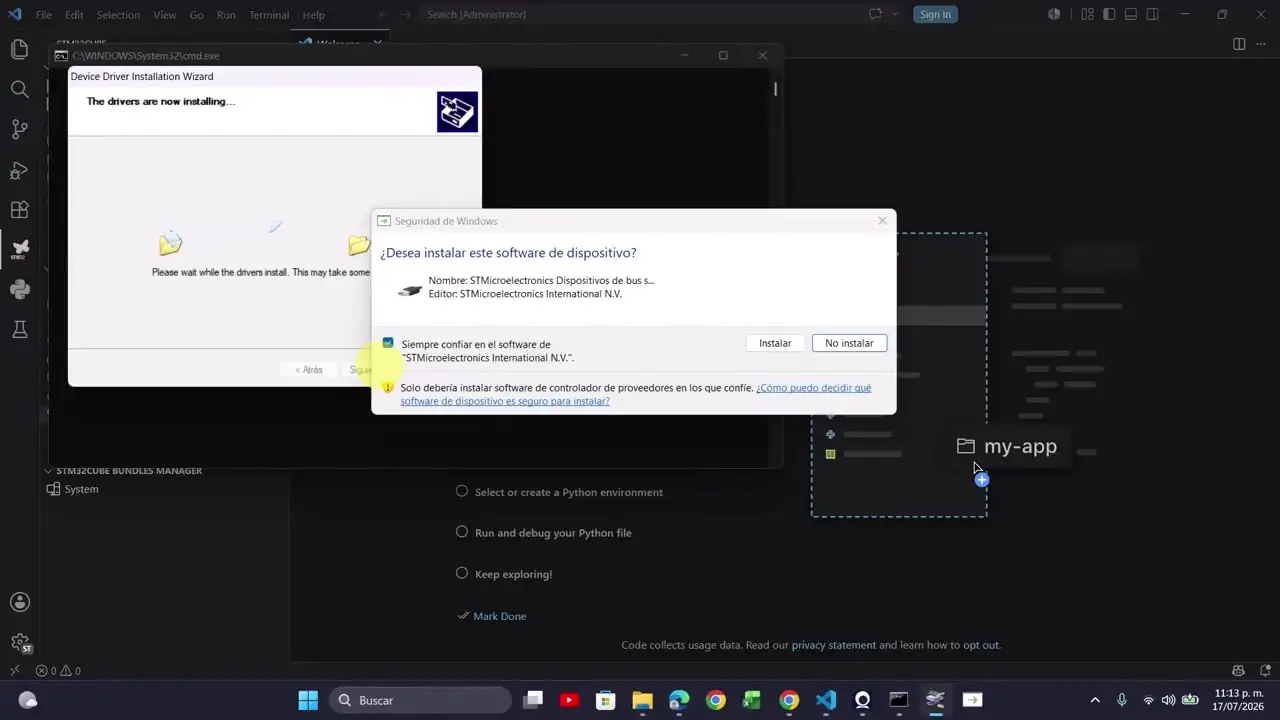 File Edit Selection View Go Run Terminal Help
Search [Administrator]
Sign In
STM32CUBE
Welcome
C:\WINDOWS\System32\cmd.exe
Device Driver Installation Wizard
The drivers are now installing...
Please wait while the drivers install. This may take some
< Atrás
Seguridad de Windows
¿Desea instalar este software de dispositivo?
Nombre: STMicroelectronics Dispositivos de bus s...
Editor: STMicroelectronics International N.V.
Siempre confiar en el software de
"STMicroelectronics International N.V.".
Instalar
No instalar
Solo debería instalar software de controlador de proveedores en los que confíe. ¿Cómo puedo decidir qué
software de dispositivo es seguro para instalar?
my-app
STM32CUBE BUNDLES MANAGER
System
Select or create a Python environment
Run and debug your Python file
Keep exploring!
Mark Done
Code collects usage data. Read our privacy statement and learn how to opt out.
ST
0 0
Buscar
11:13 p. m.
17/07/2026